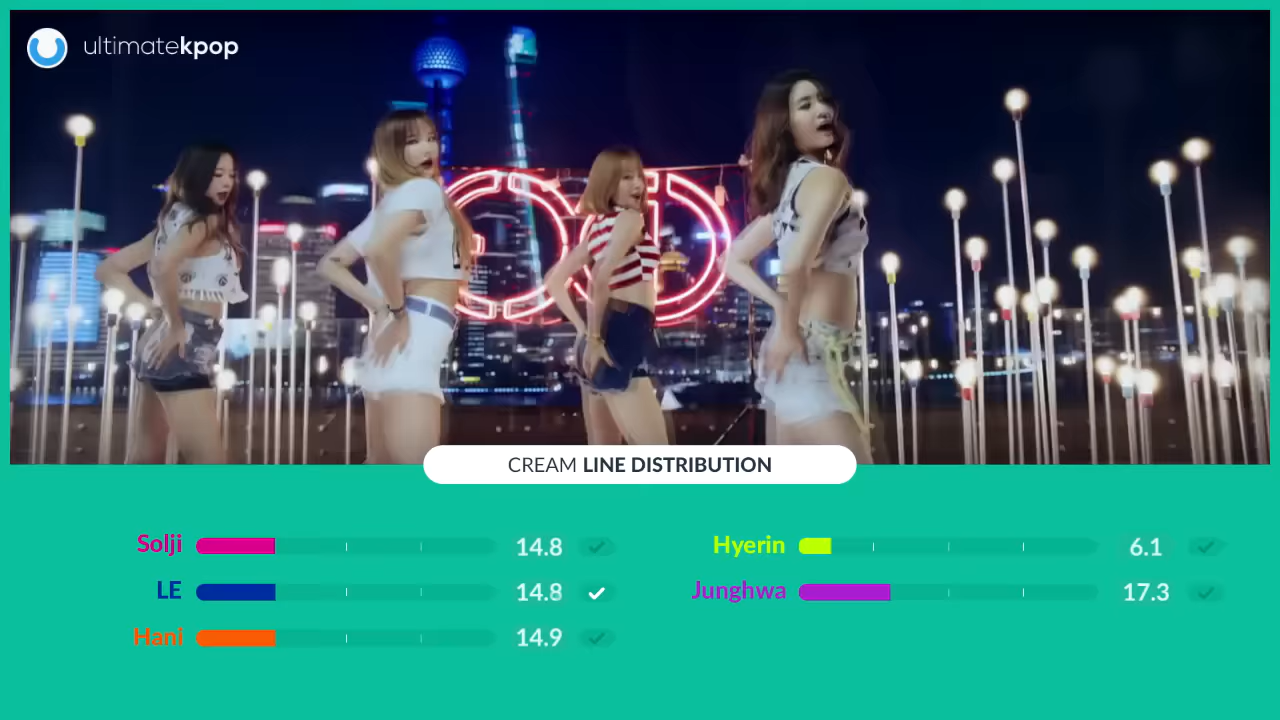 ultimatekpop
CREAM LINE DISTRIBUTION
Solji 14.8
LE 14.8
Hani 14.9
Hyerin 6.1
Junghwa 17.3